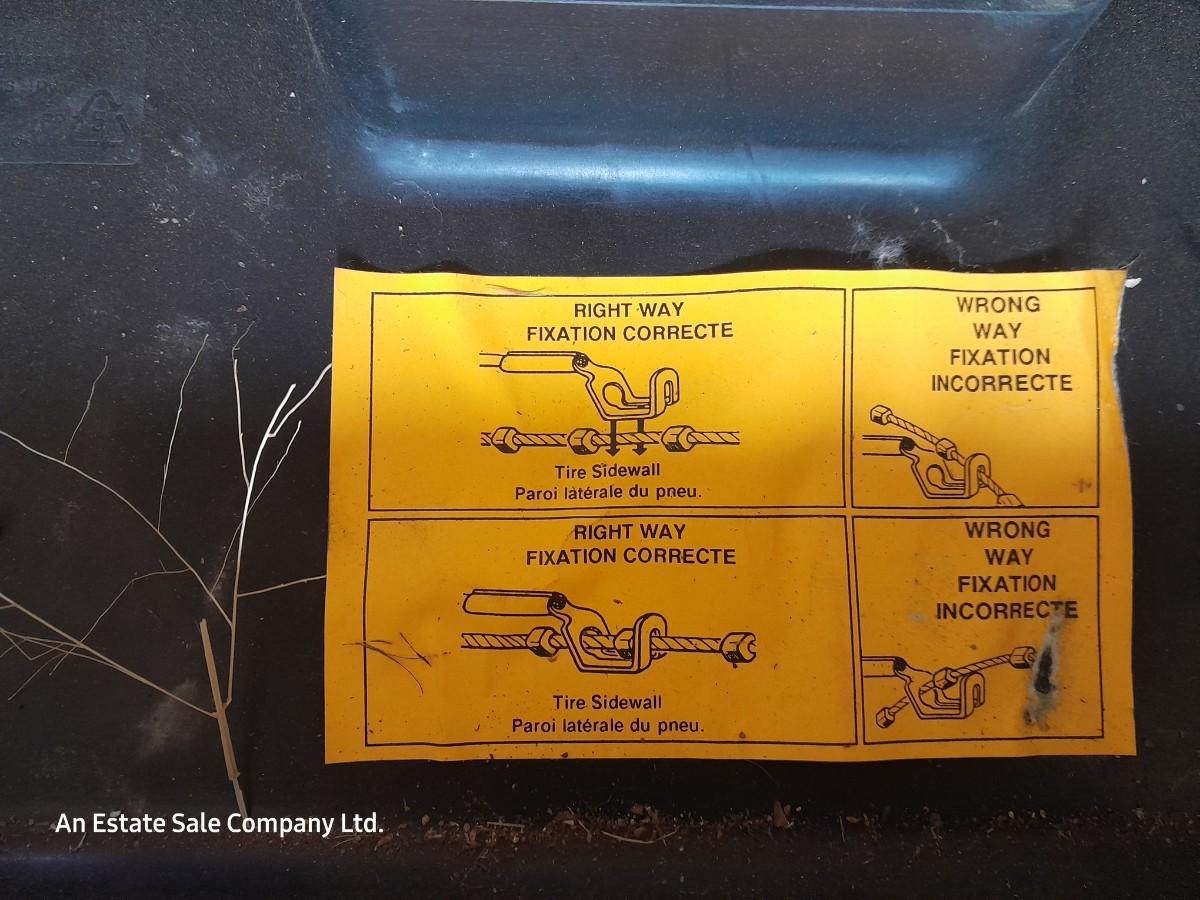 RIGHT WAY
FIXATION CORRECTE
Tire Sidewall
Paroi latérale du pneu.
WRONG
WAY
FIXATION
INCORRECTE
RIGHT WAY
FIXATION CORRECTE
Tire Sidewall
Paroi latérale du pneu.
WRONG
WAY
FIXATION
INCORRECTE
An Estate Sale Company Ltd.